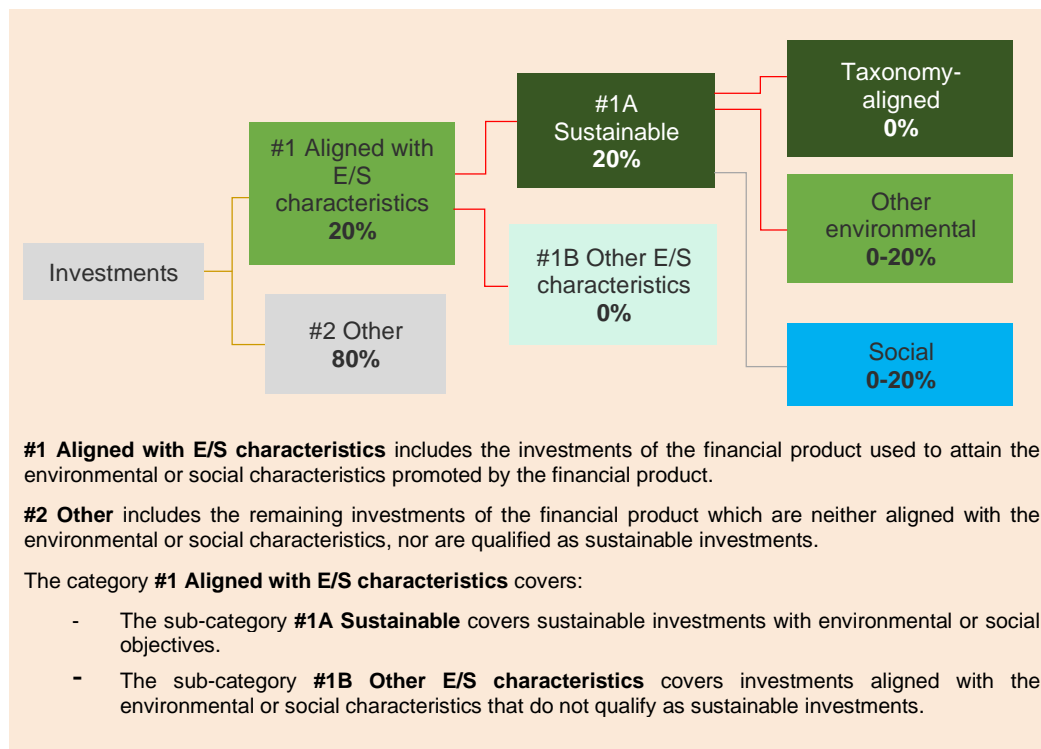 Investments
#1 Aligned with
E/S
characteristics
20%
#2 Other
80%
#1A
Sustainable
20%
#1B Other E/S
characteristics
0%
Taxonomy-
aligned
0%
Other
environmental
0-20%
Social
0-20%
#1 Aligned with E/S characteristics includes the investments of the financial product used to attain the
environmental or social characteristics promoted by the financial product.
#2 Other includes the remaining investments of the financial product which are neither aligned with the
environmental or social characteristics, nor are qualified as sustainable investments.
The category #1 Aligned with E/S characteristics covers:
- The sub-category #1A Sustainable covers sustainable investments with environmental or social
objectives.
- The sub-category #1B Other E/S characteristics covers investments aligned with the
environmental or social characteristics that do not qualify as sustainable investments.